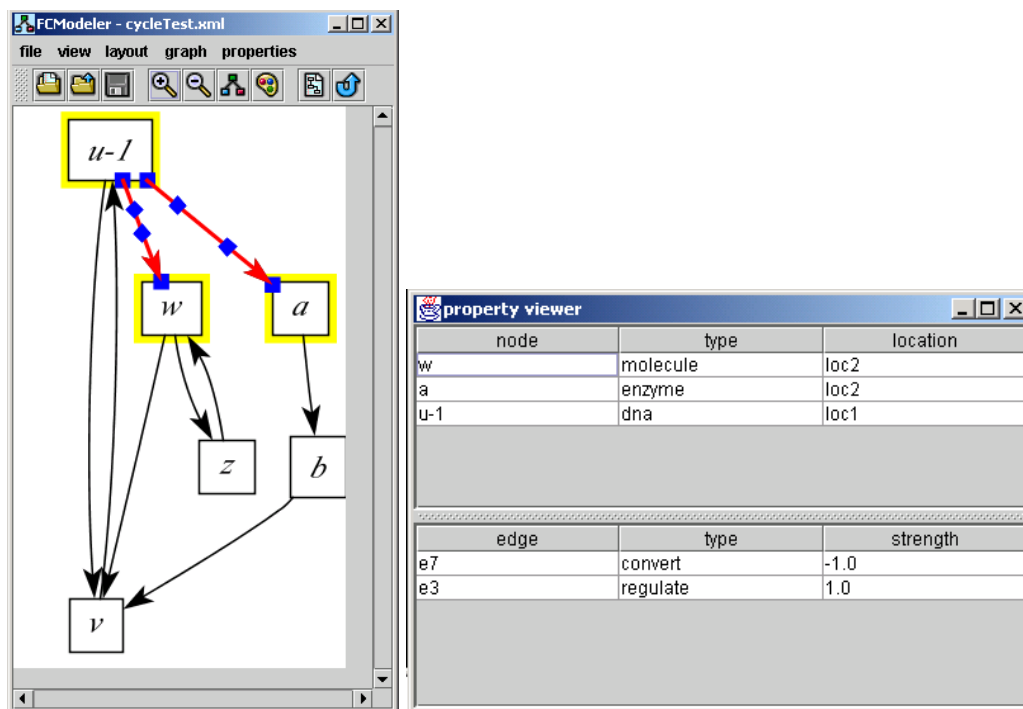 FCModeler - cycleTest.xml
file view layout graph properties
u-1
w a
z b
v
property viewer
node type location
w molecule loc2
a enzyme loc2
u-1 dna loc1
edge type strength
e7 convert -1.0
e3 regulate 1.0